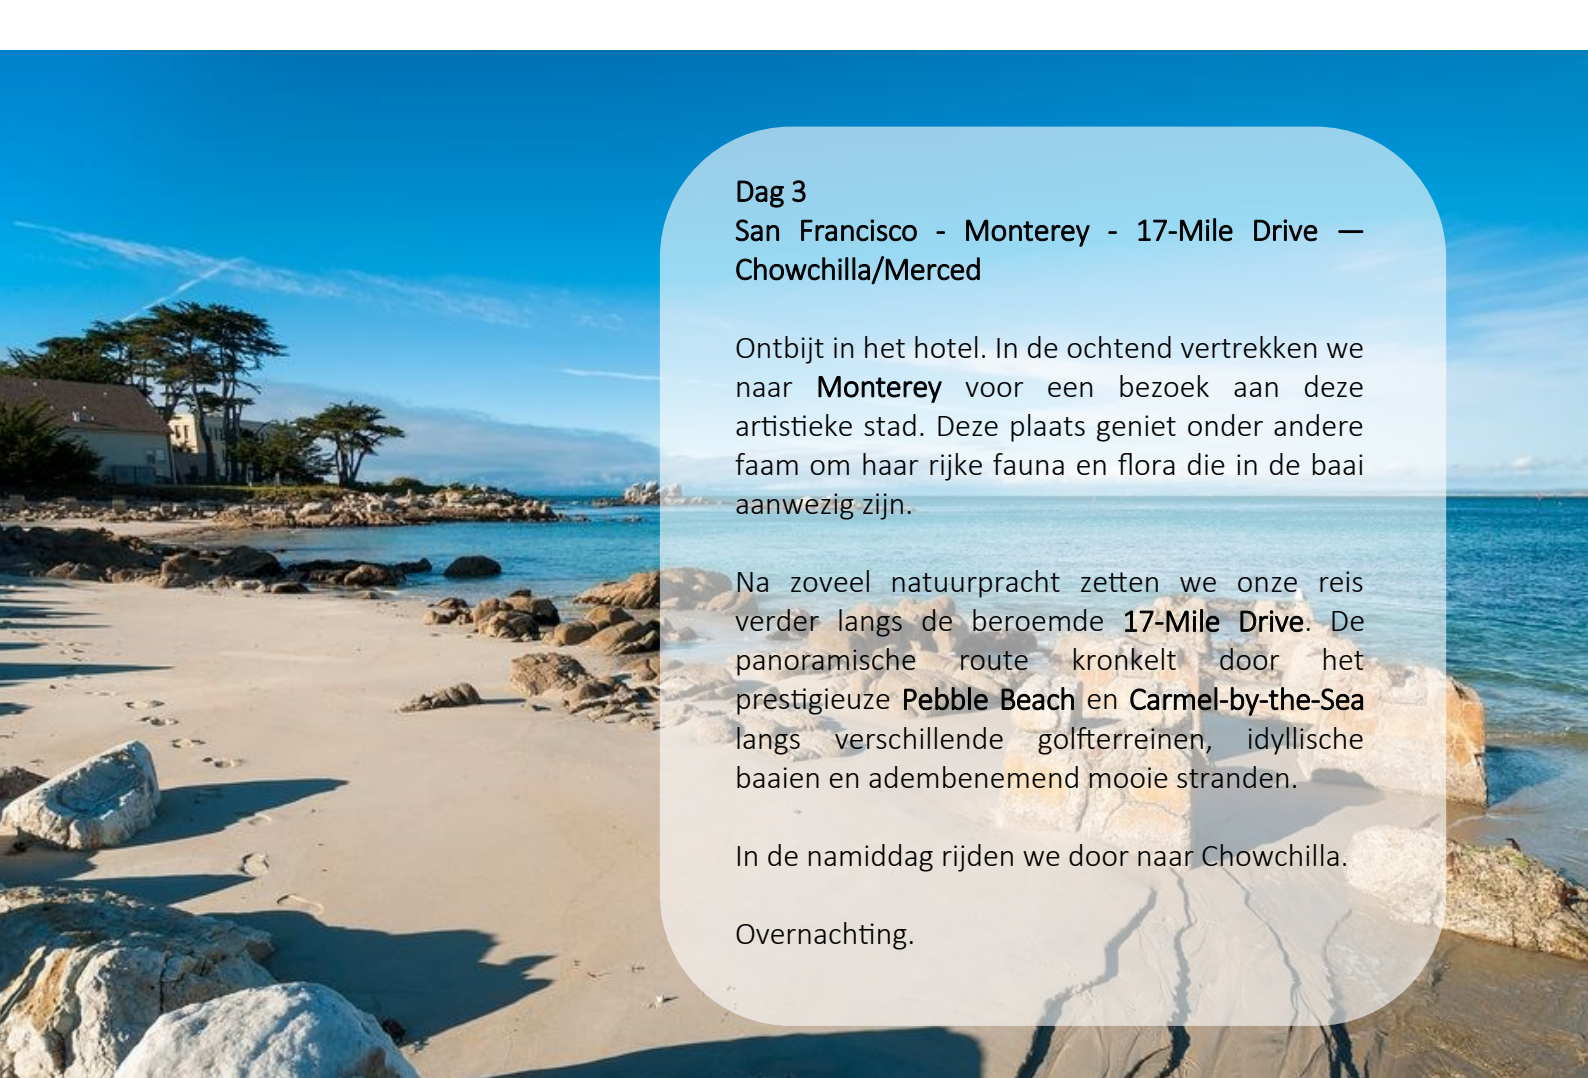 Dag 3
San Francisco - Monterey - 17-Mile Drive —
Chowchilla/Merced
Ontbijt in het hotel. In de ochtend vertrekken we
naar Monterey voor een bezoek aan deze
artistieke stad. Deze plaats geniet onder andere
faam om haar rijke fauna en flora die in de baai
aanwezig zijn.
Na zoveel natuurpracht zetten we onze reis
verder langs de beroemde 17-Mile Drive. De
panoramische route kronkelt door het
prestigieuze Pebble Beach en Carmel-by-the-Sea
langs verschillende golfterreinen, idyllische
baaien en adembenemend mooie stranden.
In de namiddag rijden we door naar Chowchilla.
Overnachting.